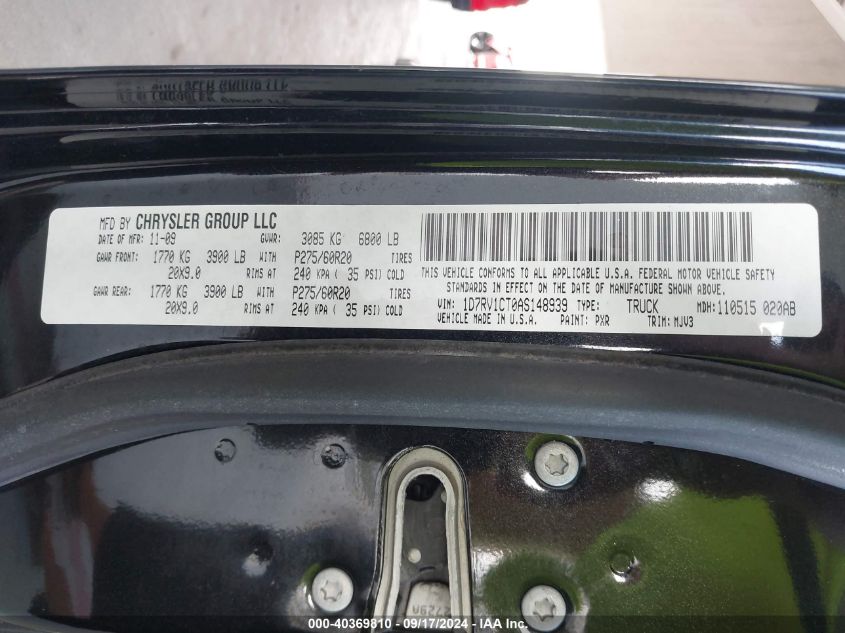 MFD BY CHRYSLER GROUP LLC
DATE OF MFR: 11-09 GVWR: 3085 KG 6800 LB
GAWR FRONT: 1770 KG 3900 LB WITH P275/60R20 TIRES
20X9.0 RIMS AT 240 KPA ( 35 PSI) COLD
GAWR REAR: 1770 KG 3900 LB WITH P275/60R20 TIRES
20X9.0 RIMS AT 240 KPA ( 35 PSI) COLD
THIS VEHICLE CONFORMS TO ALL APPLICABLE U.S.A. FEDERAL MOTOR VEHICLE SAFETY
STANDARDS IN EFFECT ON THE DATE OF MANUFACTURE SHOWN ABOVE.
VIN: 1D7RV1CT0AS148939 TYPE: TRUCK MDH: 110515 020AB
VEHICLE MADE IN U.S.A. PAINT: PXR TRIM: MJV3
2729A
000-40369810 - 09/17/2024 - IAA Inc.